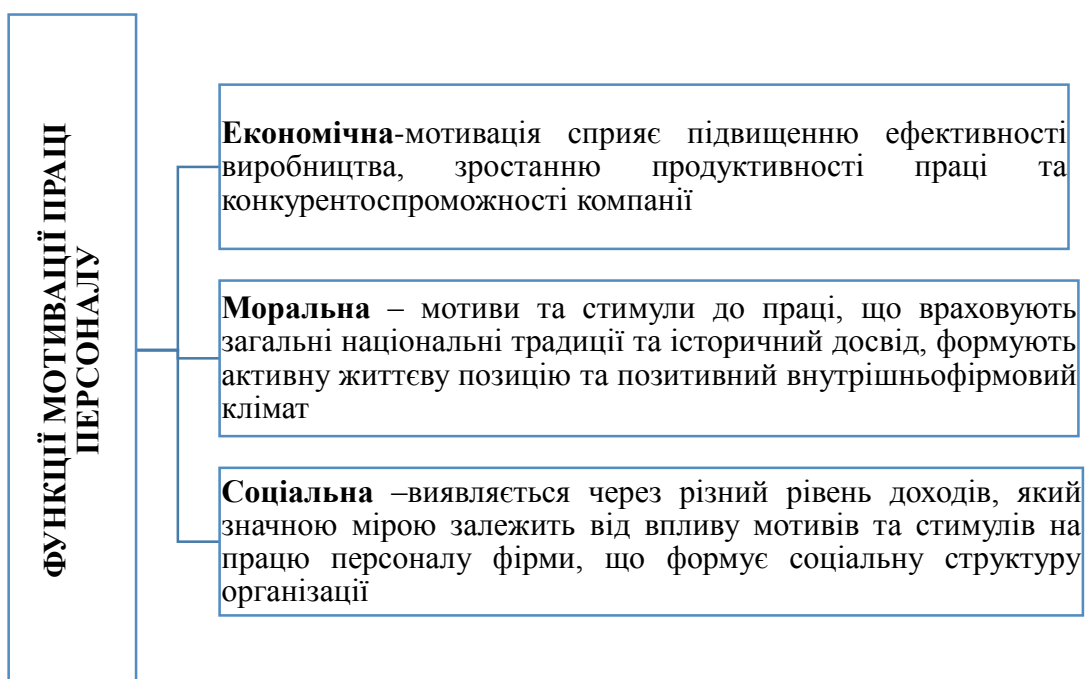 ФУНКЦІЇ МОТИВАЦІЇ ПРАЦІ
ПЕРСОНАЛУ
Економічна-мотивація сприяє підвищенню ефективності
виробництва, зростанню продуктивності праці та
конкурентоспроможності компанії
Моральна – мотиви та стимули до праці, що враховують
загальні національні традиції та історичний досвід, формують
активну життєву позицію та позитивний внутрішньофірмовий
клімат
Соціальна –виявляється через різний рівень доходів, який
значною мірою залежить від впливу мотивів та стимулів на
працю персоналу фірми, що формує соціальну структуру
організації